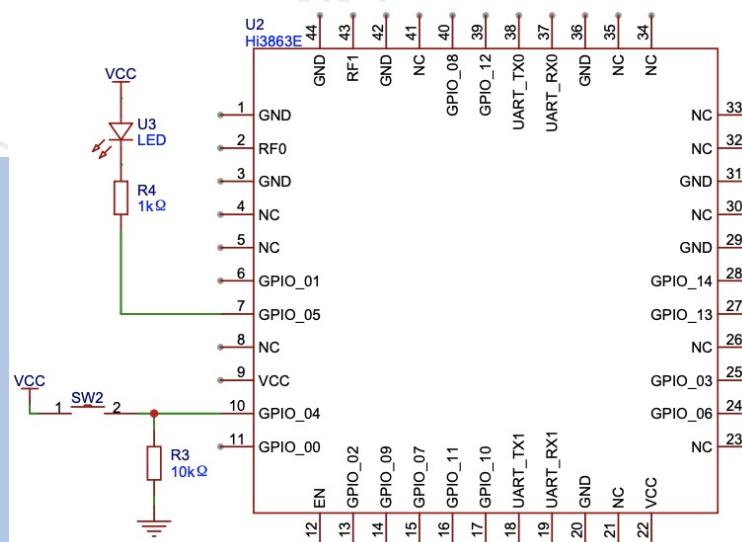 U2
Hi3863E
44
43
42
41
40
39
38
37
36
35
34
GND
RF1
GND
NC
GPIO_08
GPIO_12
UART_TX0
UART_RX0
GND
NC
NC
VCC
U3
LED
R4
1kΩ
1 GND
2 RF0
3 GND
4 NC
5 NC
6 GPIO_01
7 GPIO_05
8 NC
9 VCC
10 GPIO_04
11 GPIO_00
NC 33
NC 32
GND 31
NC 30
GND 29
GPIO_14 28
GPIO_13 27
NC 26
GPIO_03 25
GPIO_06 24
NC 23
VCC
SW2
1
2
R3
10kΩ
EN
GPIO_02
GPIO_09
GPIO_07
GPIO_11
GPIO_10
UART_TX1
UART_RX1
GND
NC
VCC
12
13
14
15
16
17
18
19
20
21
22